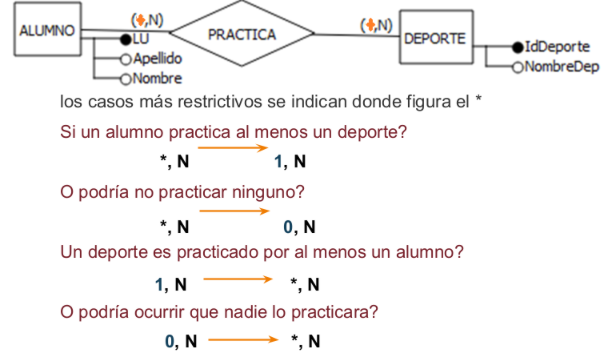 (*,N)
(*,N)
ALUMNO
PRACTICA
DEPORTE
LU
Apellido
Nombre
IdDeporte
NombreDep
los casos más restrictivos se indican donde figura el *
Si un alumno practica al menos un deporte?
*, N 1, N
O podría no practicar ninguno?
*, N 0, N
Un deporte es practicado por al menos un alumno?
1, N *, N
O podría ocurrir que nadie lo practicara?
0, N *, N